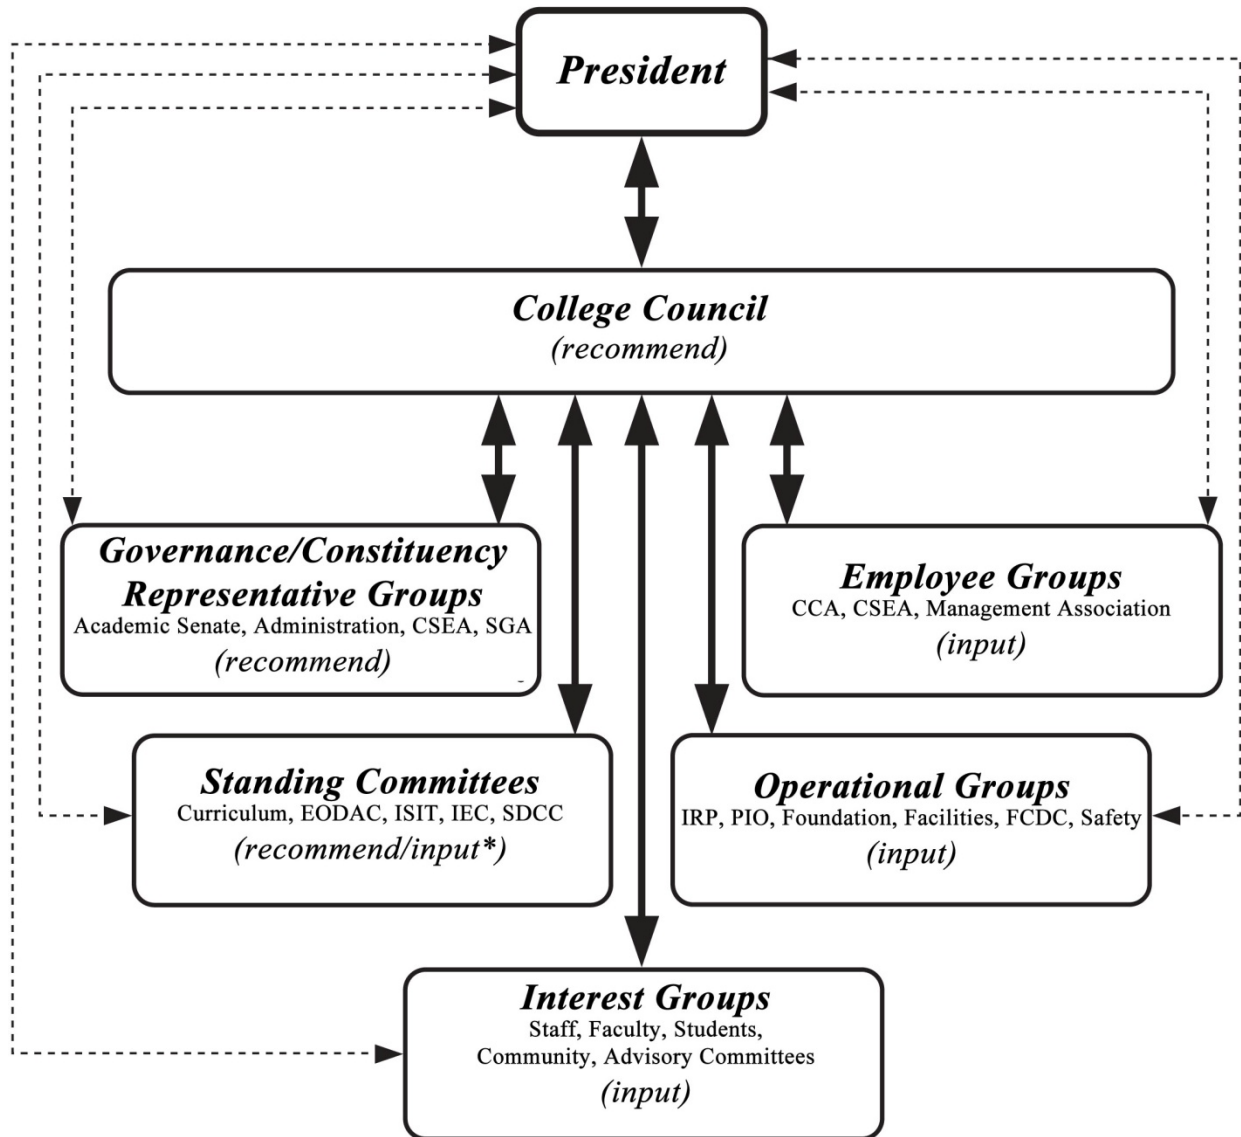 President
College Council
(recommend)
Governance/Constituency
Representative Groups
Academic Senate, Administration, CSEA, SGA
(recommend)
Employee Groups
CCA, CSEA, Management Association
(input)
Standing Committees
Curriculum, EODAC, ISIT, IEC, SDCC
(recommend/input*)
Operational Groups
IRP, PIO, Foundation, Facilities, FCDC, Safety
(input)
Interest Groups
Staff, Faculty, Students,
Community, Advisory Committees
(input)